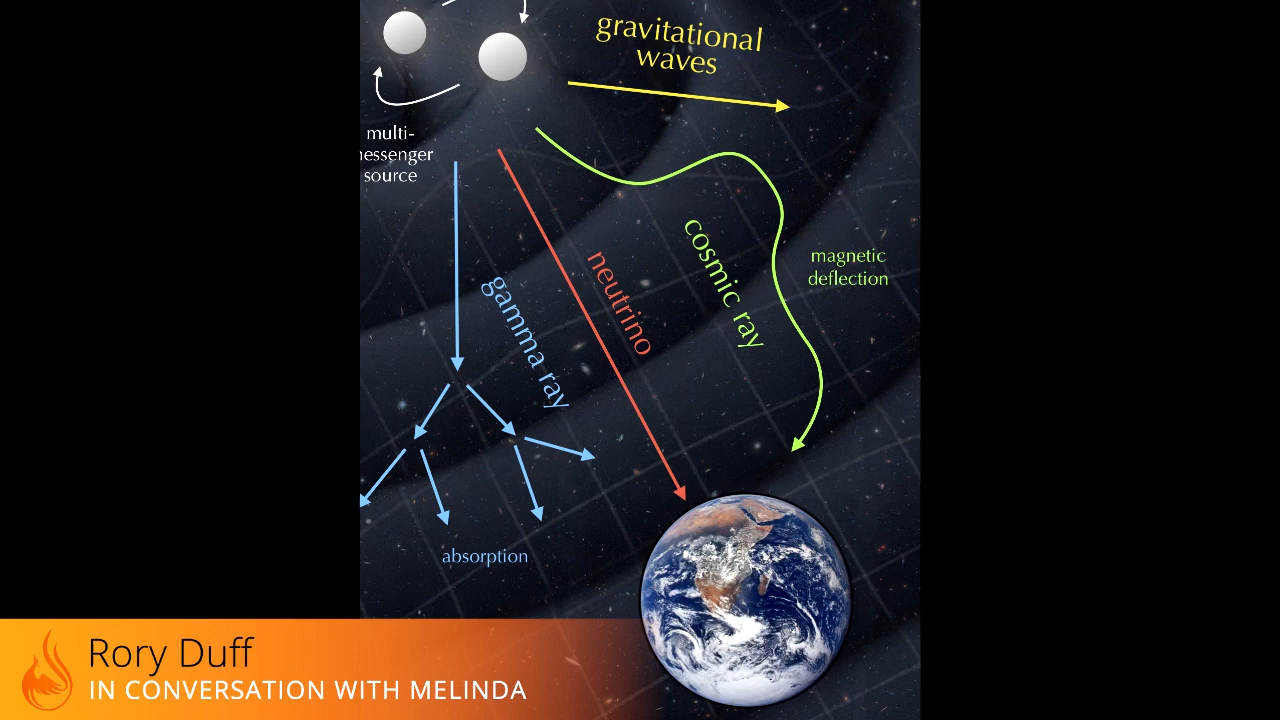 gravitational
waves
multi-
essenger
source
gamma ray
neutrino
cosmic ray
magnetic
deflection
absorption
Rory Duff
IN CONVERSATION WITH MELINDA